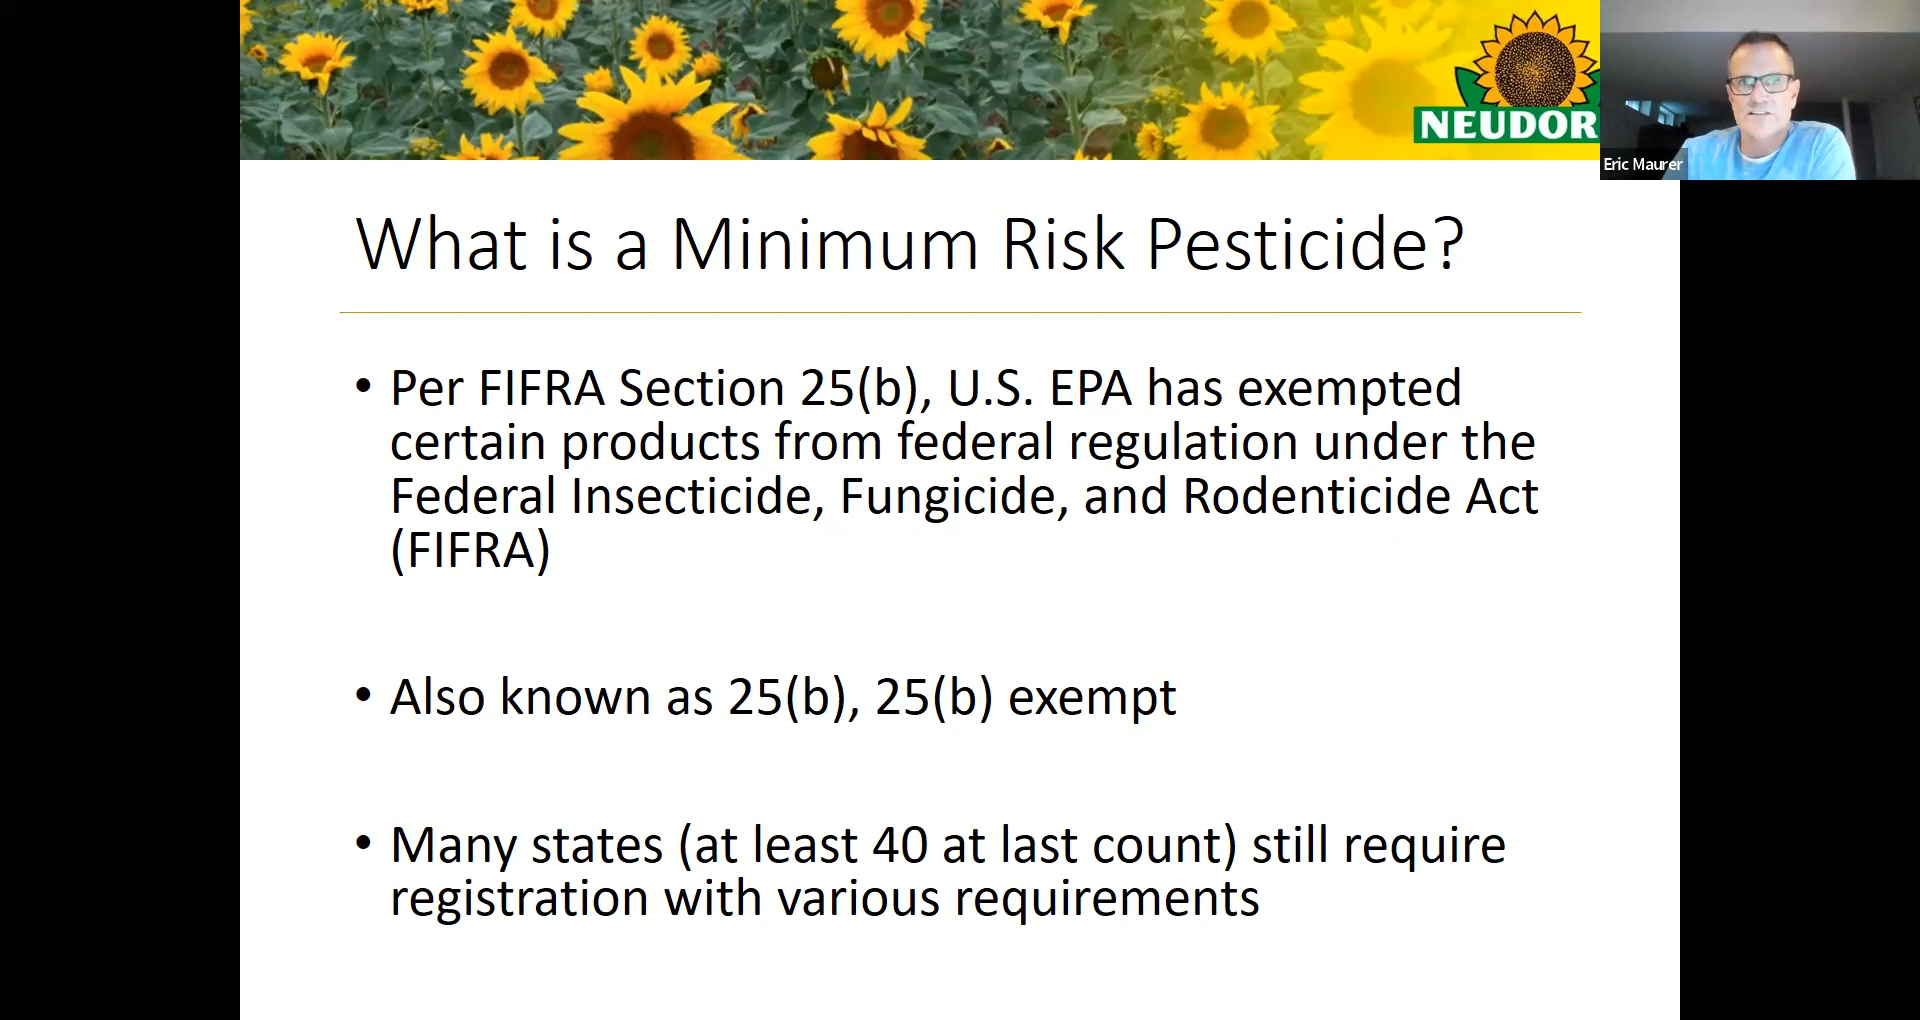 NEUDOR
Eric Maurer
What is a Minimum Risk Pesticide?
• Per FIFRA Section 25(b), U.S. EPA has exempted
certain products from federal regulation under the
Federal Insecticide, Fungicide, and Rodenticide Act
(FIFRA)
• Also known as 25(b), 25(b) exempt
• Many states (at least 40 at last count) still require
registration with various requirements